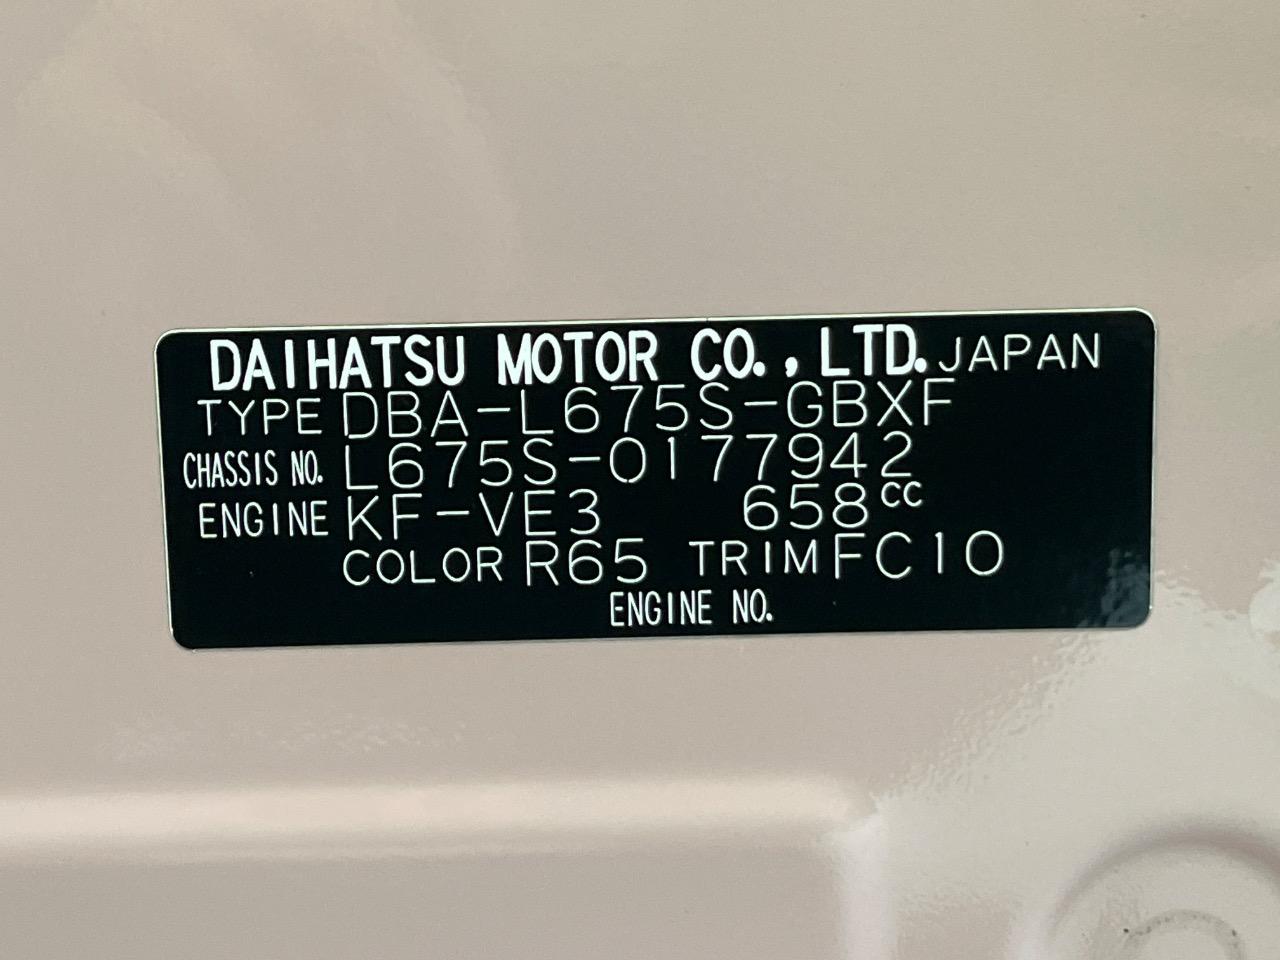 DAIHATSU MOTOR CO., LTD. JAPAN
TYPE DBA-L675S-GBXF
CHASSIS NO. L675S-0177942
ENGINE KF-VE3 658cc
COLOR R65 TRIM FC10
ENGINE NO.